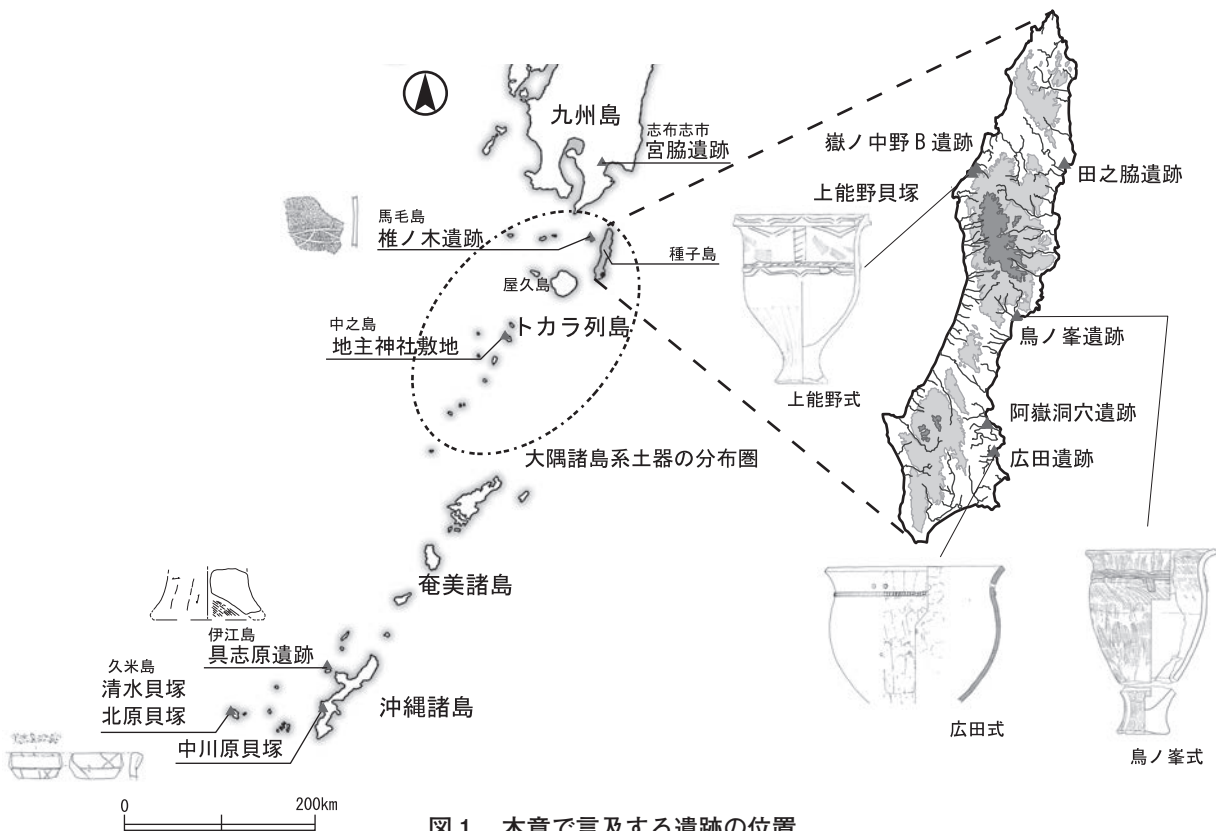 九州島
志布志市
宮脇遺跡
馬毛島
椎ノ木遺跡
種子島
屋久島
中之島
地主神社敷地
トカラ列島
大隅諸島系土器の分布圏
奄美諸島
伊江島
具志原遺跡
久米島
清水貝塚
北原貝塚
沖縄諸島
中川原貝塚
0
200km
嶽ノ中野B遺跡
上能野貝塚
田之脇遺跡
上能野式
鳥ノ峯遺跡
阿嶽洞穴遺跡
広田遺跡
広田式
鳥ノ峯式
図1 本章で言及する遺跡の位置